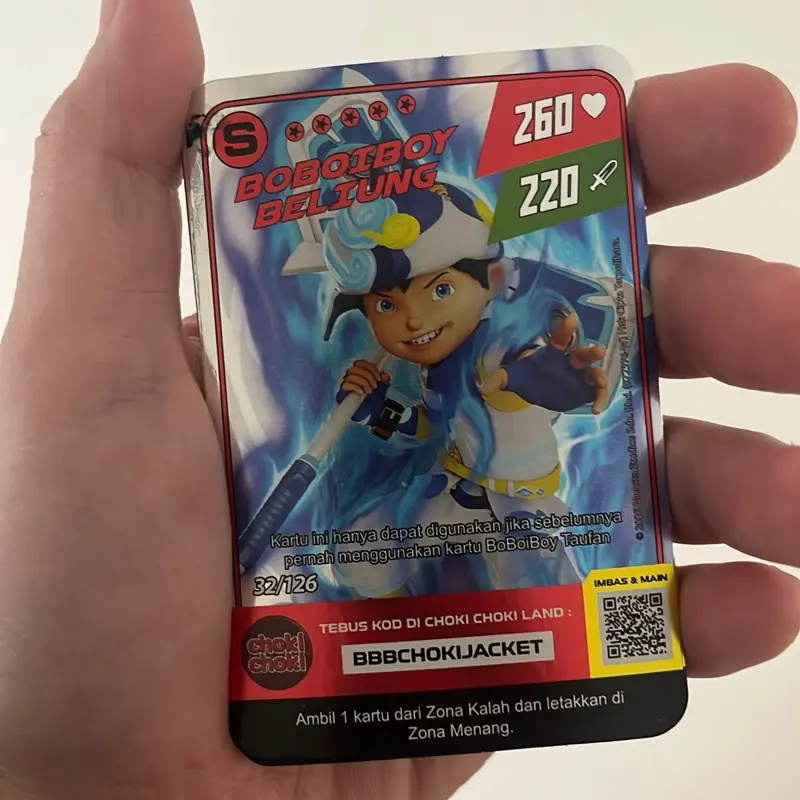 S
260
BOBOIBOY
BELIUNG
220
Kartu ini hanya dapat digunakan jika sebelumnya
pernah menggunakan kartu BoBoiBoy Taufan
32/126
IMBAS & MAIN
TEBUS KOD DI CHOKI CHOKI LAND :
choki
choki
BBBCHOKIJACKET
Ambil 1 kartu dari Zona Kalah dan letakkan di
Zona Menang.